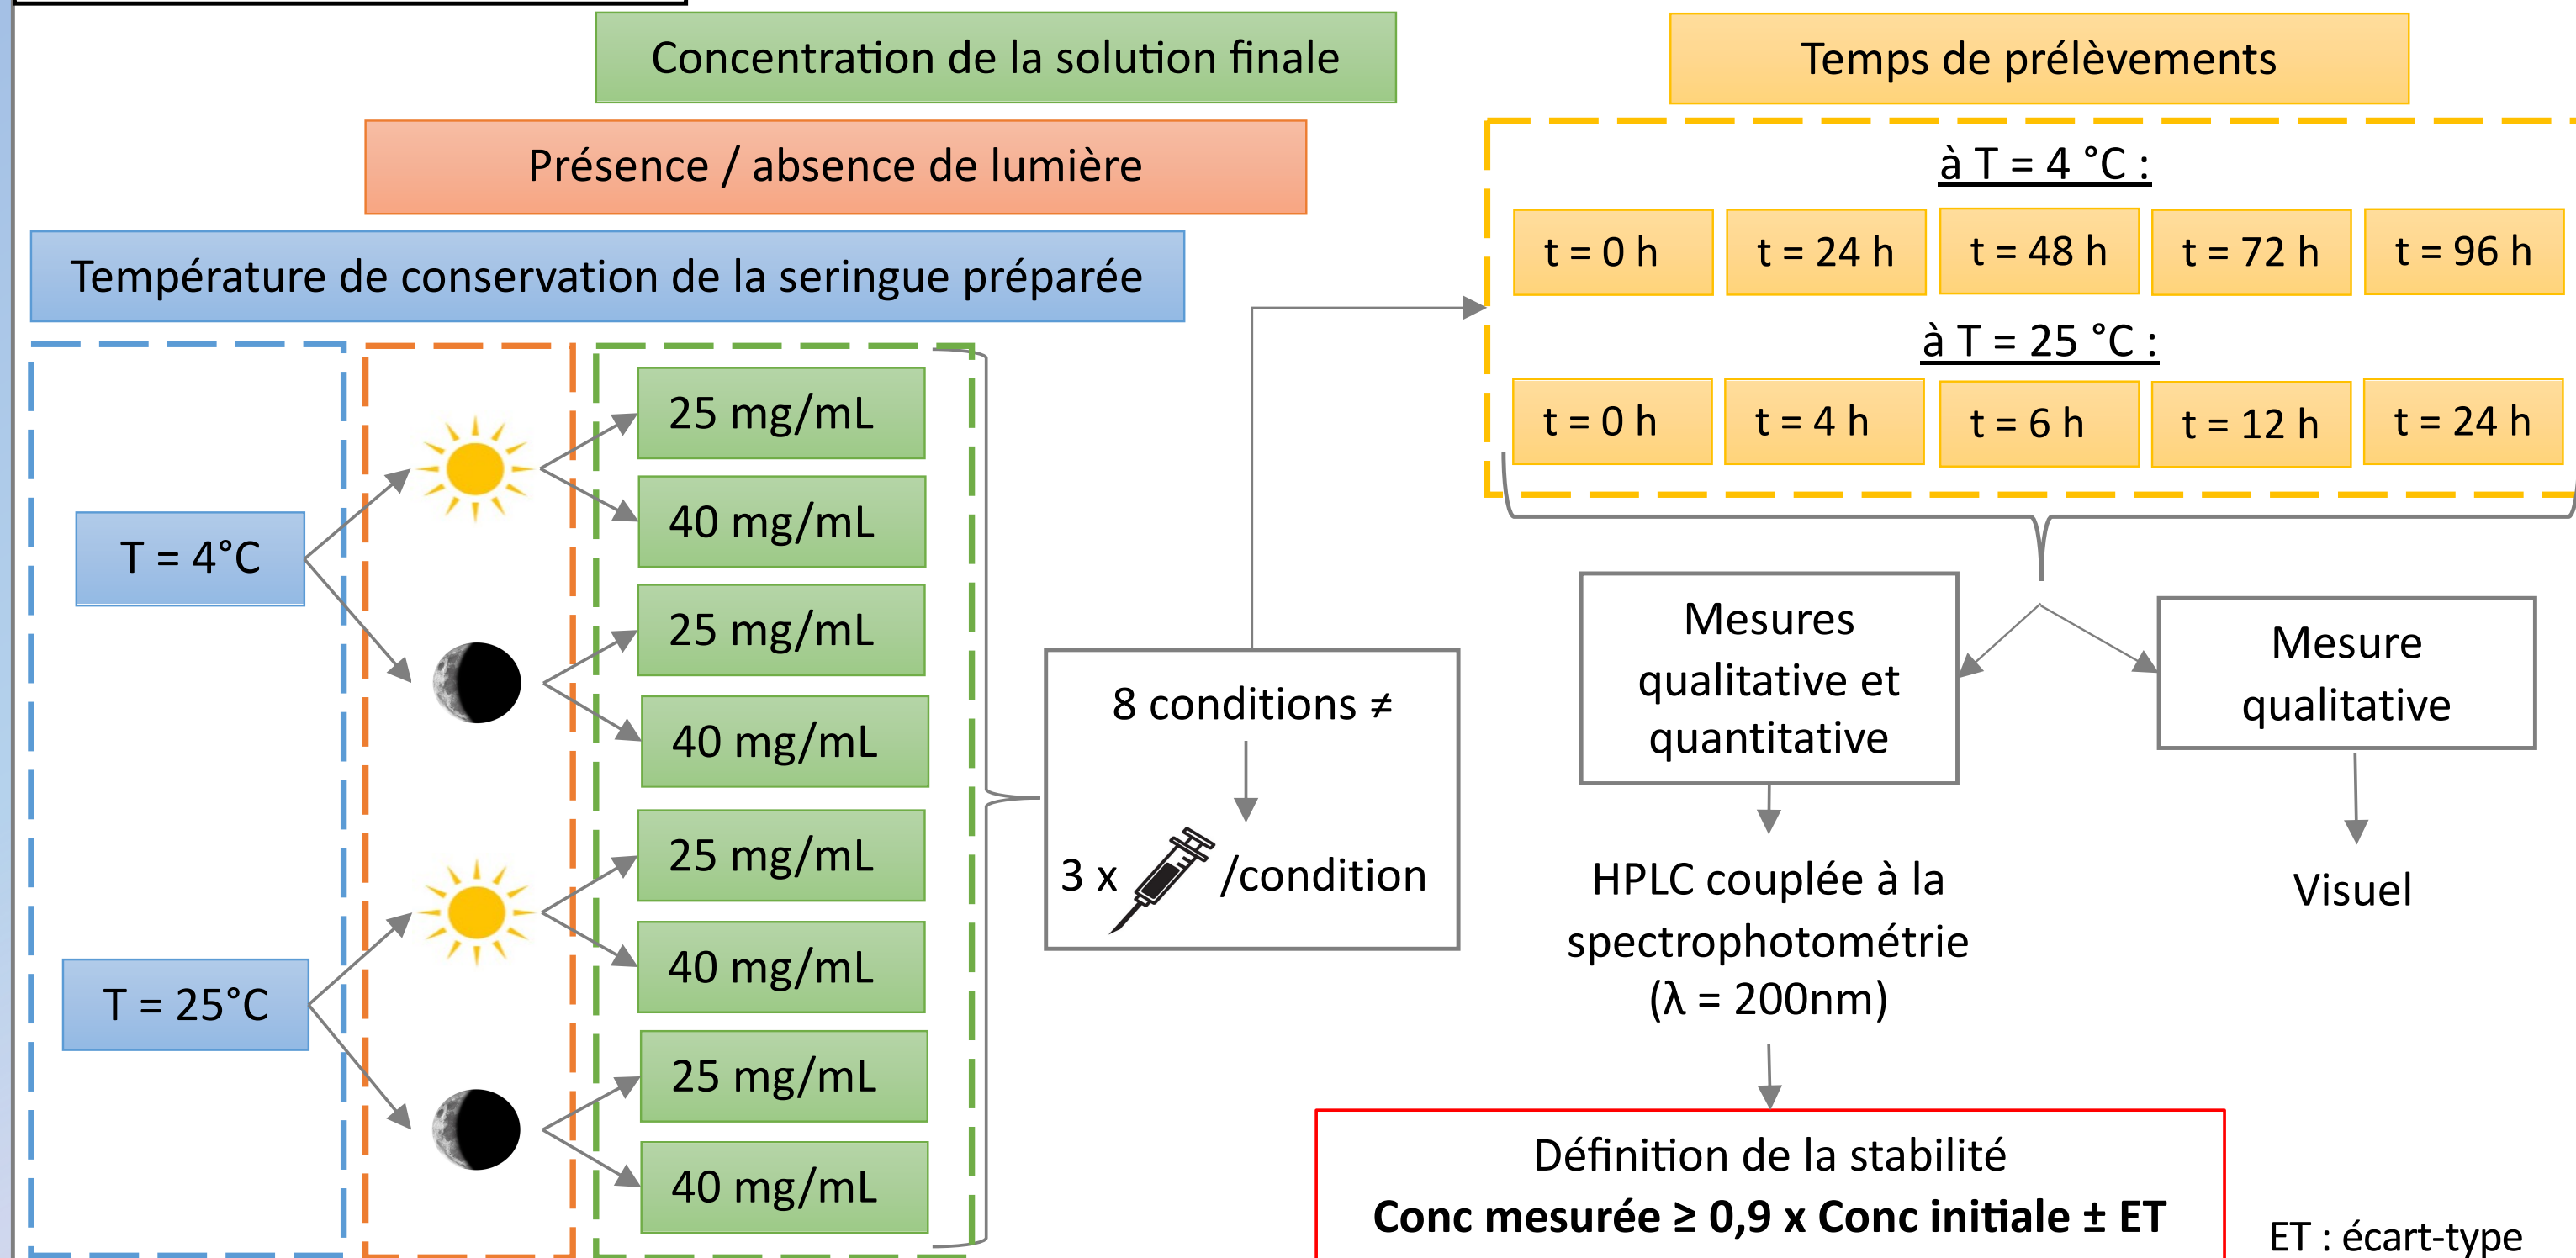 Concentration de la solution finale
Présence / absence de lumière
Température de conservation de la seringue préparée
T = 4°C
T = 25°C
25 mg/mL
40 mg/mL
25 mg/mL
40 mg/mL
25 mg/mL
40 mg/mL
25 mg/mL
40 mg/mL
8 conditions ≠
3 x /condition
Temps de prélèvements
à T = 4 °C :
t = 0 h t = 24 h t = 48 h t = 72 h t = 96 h
à T = 25 °C :
t = 0 h t = 4 h t = 6 h t = 12 h t = 24 h
Mesures
qualitative et
quantitative
HPLC couplée à la
spectrophotométrie
(λ = 200nm)
Mesure
qualitative
Visuel
Définition de la stabilité
Conc mesurée ≥ 0,9 x Conc initiale ± ET
ET : écart-type